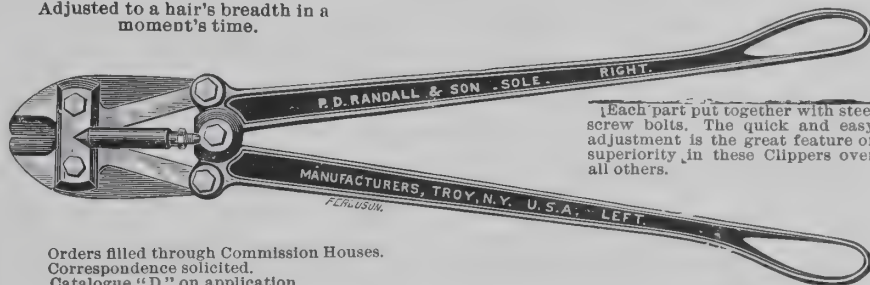 Adjusted to a hair's breadth in a
moment's time.
P. D. RANDALL & SON. SOLE. RIGHT.
Each part put together with steel
screw bolts. The quick and easy
adjustment is the great feature of
superiority in these Clippers over
all others.
MANUFACTURERS, TROY, N.Y. U.S.A; LEFT.
FERGUSON.
Orders filled through Commission Houses.
Correspondence solicited.
Catalogue "D" on application